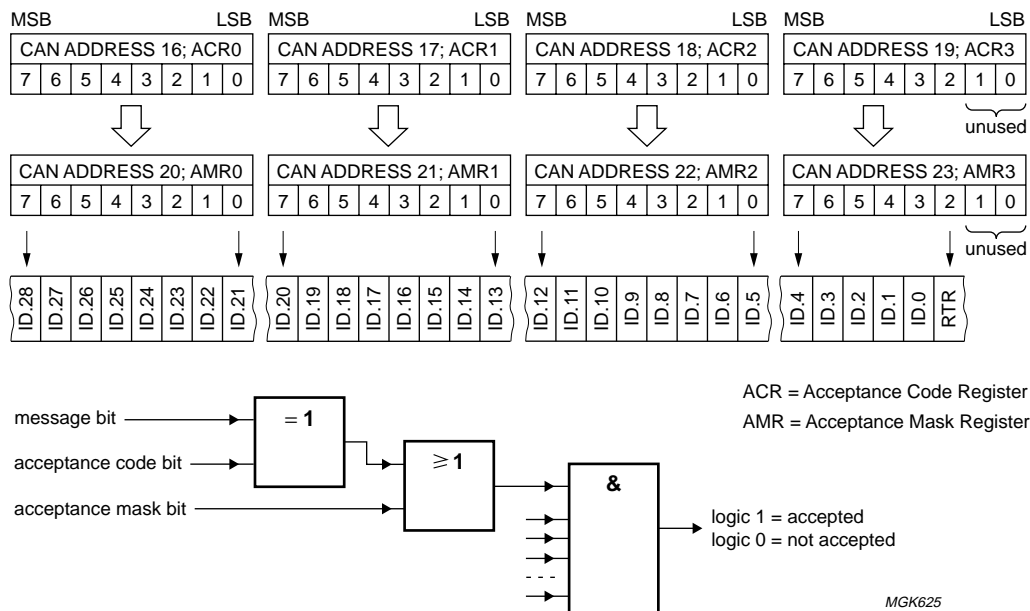 MSB LSB MSB LSB MSB LSB MSB LSB
CAN ADDRESS 16; ACR0 CAN ADDRESS 17; ACR1 CAN ADDRESS 18; ACR2 CAN ADDRESS 19; ACR3
7 6 5 4 3 2 1 0 7 6 5 4 3 2 1 0 7 6 5 4 3 2 1 0 7 6 5 4 3 2 1 0
unused
CAN ADDRESS 20; AMR0 CAN ADDRESS 21; AMR1 CAN ADDRESS 22; AMR2 CAN ADDRESS 23; AMR3
7 6 5 4 3 2 1 0 7 6 5 4 3 2 1 0 7 6 5 4 3 2 1 0 7 6 5 4 3 2 1 0
unused
ID.28 ID.27 ID.26 ID.25 ID.24 ID.23 ID.22 ID.21 ID.20 ID.19 ID.18 ID.17 ID.16 ID.15 ID.14 ID.13 ID.12 ID.11 ID.10 ID.9 ID.8 ID.7 ID.6 ID.5 ID.4 ID.3 ID.2 ID.1 ID.0 RTR
ACR = Acceptance Code Register
AMR = Acceptance Mask Register
message bit
= 1
acceptance code bit
≥ 1
acceptance mask bit
&
logic 1 = accepted
logic 0 = not accepted
MGK625